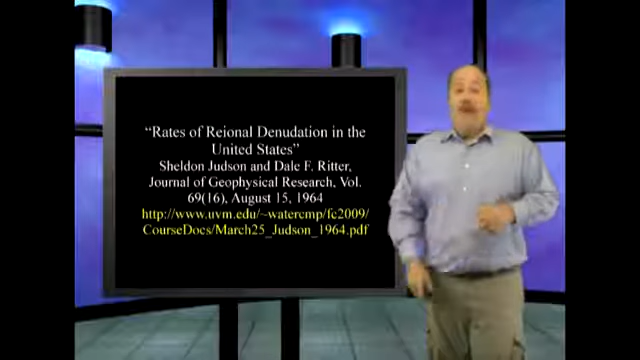 “Rates of Reional Denudation in the
United States”
Sheldon Judson and Dale F. Ritter,
Journal of Geophysical Research, Vol.
69(16), August 15, 1964
http://www.uvm.edu/~watercmp/fc2009/
CourseDocs/March25_Judson_1964.pdf